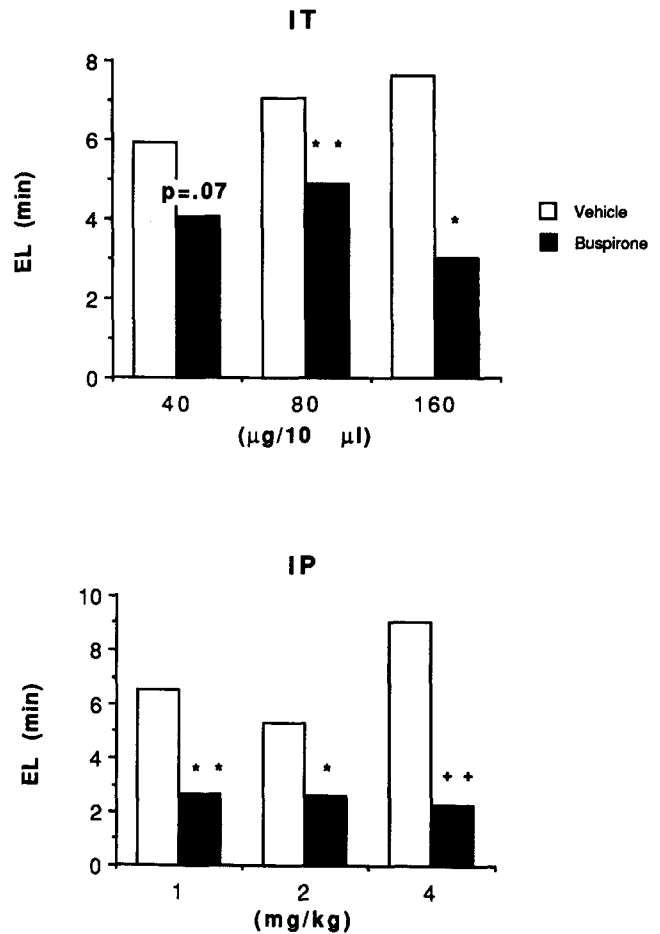 IT
8
6
4
2
0
EL (min)
p=.07
* *
*
Vehicle
Buspirone
40 80 160
(µg/10 µl)
IP
10
8
6
4
2
0
EL (min)
* *
*
+ +
1 2 4
(mg/kg)